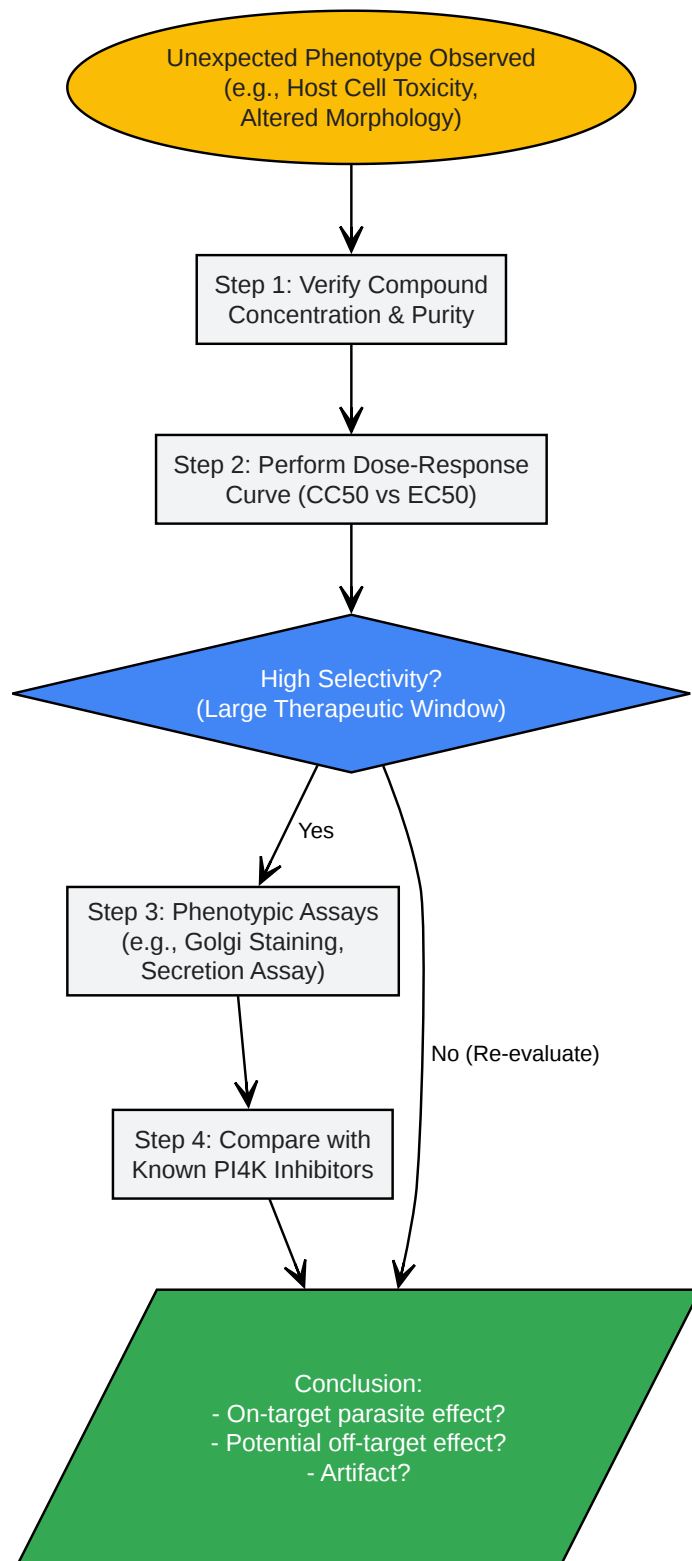 Unexpected Phenotype Observed
(e.g., Host Cell Toxicity,
Altered Morphology)
Step 1: Verify Compound
Concentration & Purity
Step 2: Perform Dose-Response
Curve (CC50 vs EC50)
High Selectivity?
(Large Therapeutic Window)
Yes
Step 3: Phenotypic Assays
(e.g., Golgi Staining,
Secretion Assay)
No (Re-evaluate)
Step 4: Compare with
Known PI4K Inhibitors
Conclusion:
- On-target parasite effect?
- Potential off-target effect?
- Artifact?